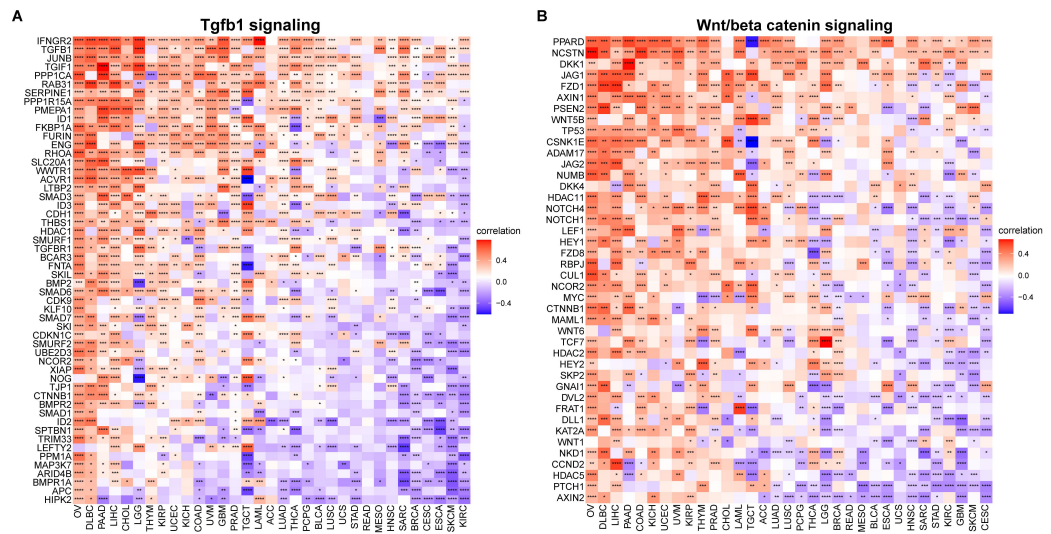 A
Tgfb1 signaling
IFNGR2
TGFB1
JUNB
TGIF1
PPP1CA
RAB31
SERPINE1
PPP1R15A
PMEPA1
ID1
FKBP1A
FURIN
ENG
RHOA
SLC20A1
WWTR1
ACVR1
LTBP2
SMAD3
ID3
CDH1
THBS1
HDAC1
SMURF1
TGFBR1
BCAR3
FNTA
SKIL
BMP2
SMAD6
CDK9
KLF10
SMAD7
SKI
CDKN1C
SMURF2
UBE2D3
NCOR2
XIAP
NOG
TJP1
CTNNB1
BMPR2
SMAD1
ID2
SPTBN1
TRIM33
LEFTY2
PPM1A
MAP3K7
ARID4B
BMPR1A
APC
HIPK2
OV DLBC PAAD LIHC CHOL LGG THYM KIRP UCEC KICH COAD UVM GBM PRAD TGCT LAML ACC LUAD THCA PCPG BLCA LUSC UCS STAD READ MESO HNSC SARC BRCA CESC ESCA SKCM KIRC
correlation
0.4
0.0
−0.4
B
Wnt/beta catenin signaling
PPARD
NCSTN
DKK1
JAG1
FZD1
AXIN1
PSEN2
WNT5B
TP53
CSNK1E
ADAM17
JAG2
NUMB
DKK4
HDAC11
NOTCH4
NOTCH1
LEF1
HEY1
FZD8
RBPJ
CUL1
NCOR2
MYC
CTNNB1
MAML1
WNT6
TCF7
HDAC2
HEY2
SKP2
GNAI1
DVL2
FRAT1
DLL1
KAT2A
WNT1
NKD1
CCND2
HDAC5
PTCH1
AXIN2
OV DLBC LIHC PAAD COAD KICH UCEC UVM KIRP THYM PRAD CHOL LAML TGCT ACC LUAD LUSC PCPG THCA LGG BRCA READ MESO BLCA ESCA UCS HNSC SARC STAD KIRC GBM SKCM CESC
correlation
0.4
0.0
−0.4